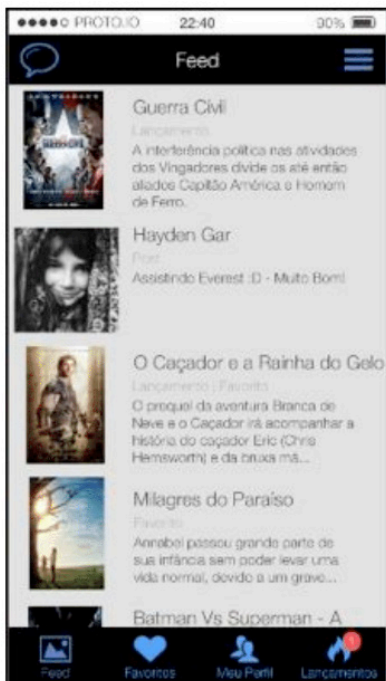 PROTO.IO 22:40 90%
Feed
Guerra Civil
Lançamento
A interferência política nas atividades
dos Vingadores divide os até então
aliados Capitão América e Homem
de Ferro.
Hayden Gar
Post
Assistindo Everest :D - Muito Bom!
O Caçador e a Rainha do Gelo
Lançamento | Favorito
O prequel da aventura Branca de
Neve e o Caçador irá acompanhar a
história do caçador Eric (Chris
Hemsworth) e da bruxa má...
Milagres do Paraíso
Favorito
Annabel passou grande parte de
sua infância sem poder levar uma
vida normal, devido a um grave...
Batman Vs Superman - A
1
Feed Favoritos Meu Perfil Lançamentos